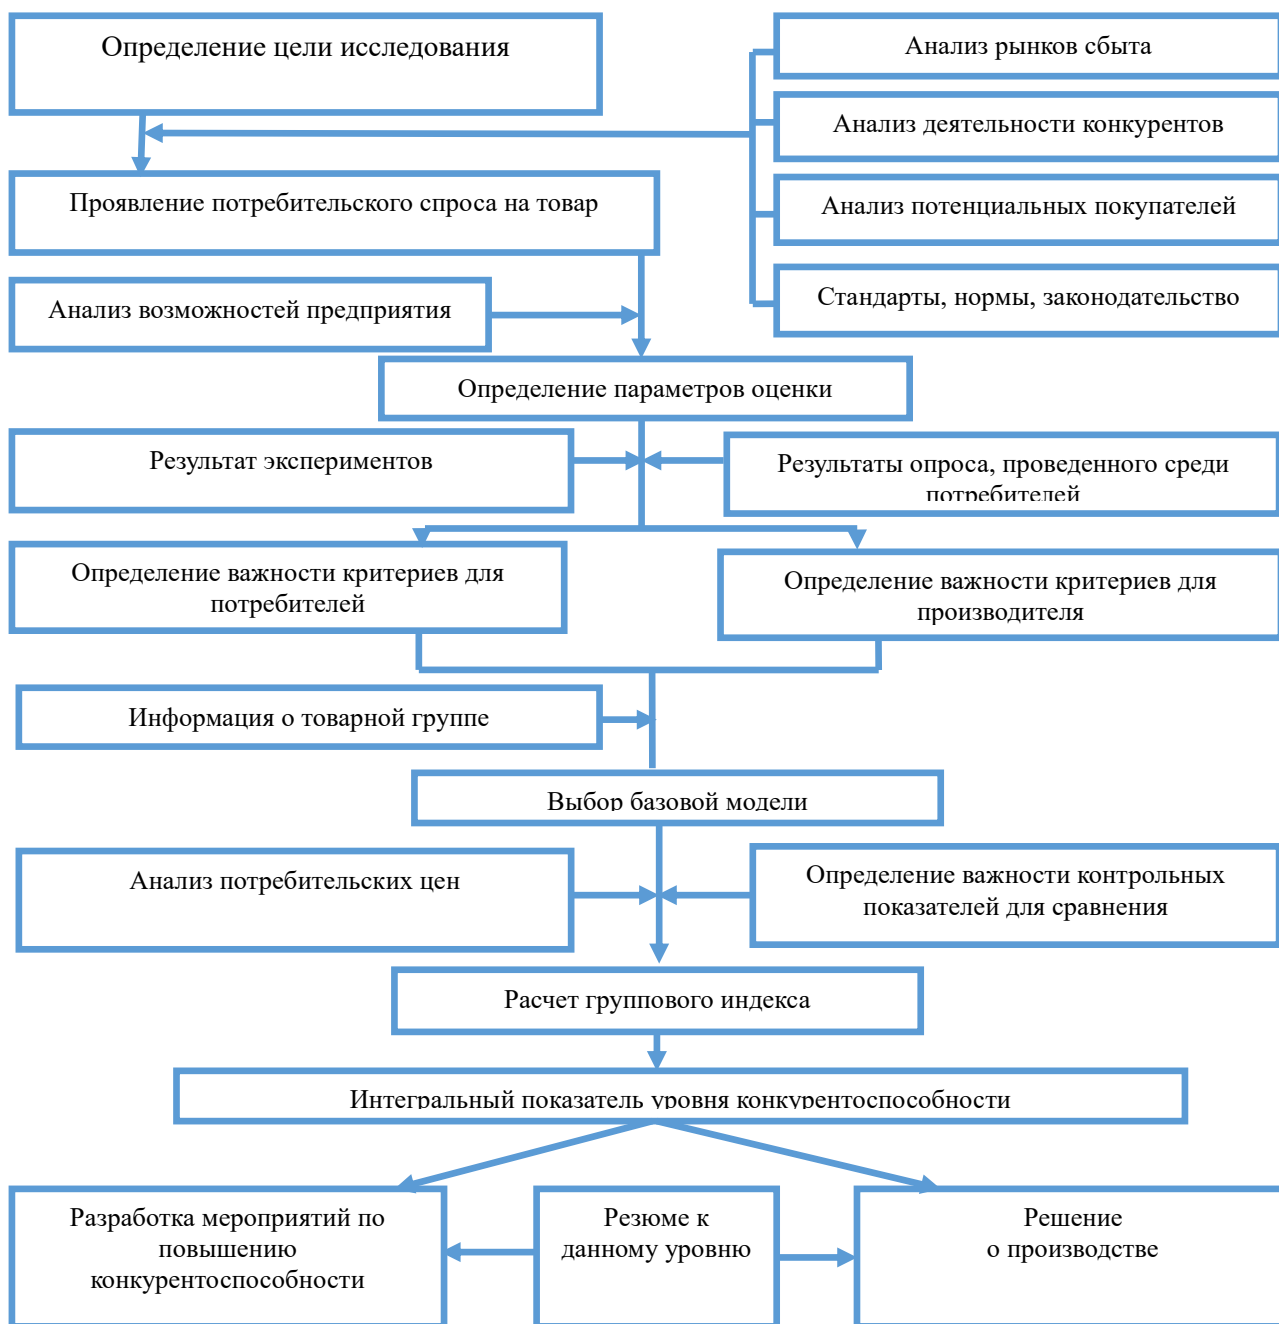 Определение цели исследования
Анализ рынков сбыта
Анализ деятельности конкурентов
Проявление потребительского спроса на товар
Анализ потенциальных покупателей
Анализ возможностей предприятия
Стандарты, нормы, законодательство
Определение параметров оценки
Результат экспериментов
Результаты опроса, проведенного среди
потребителей
Определение важности критериев для
потребителей
Определение важности критериев для
производителя
Информация о товарной группе
Выбор базовой модели
Анализ потребительских цен
Определение важности контрольных
показателей для сравнения
Расчет группового индекса
Интегральный показатель уровня конкурентоспособности
Разработка мероприятий по
повышению
конкурентоспособности
Резюме к
данному уровню
Решение
о производстве